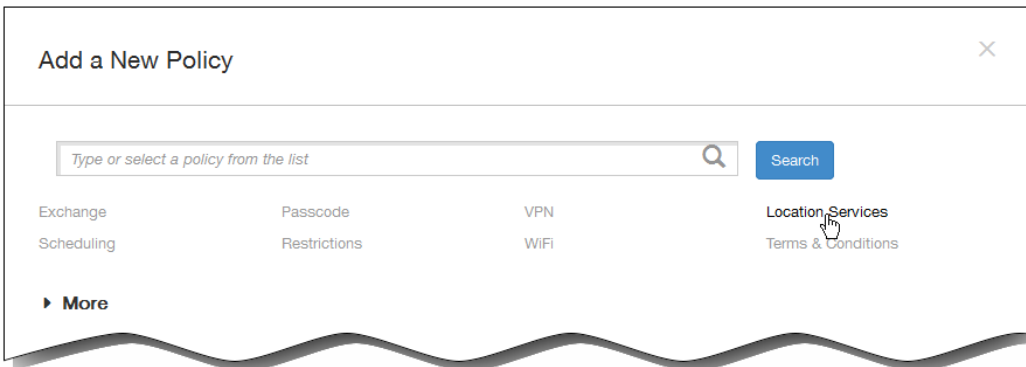 Add a New Policy
Type or select a policy from the list
Search
Exchange Passcode VPN Location Services
Scheduling Restrictions WiFi Terms & Conditions
More